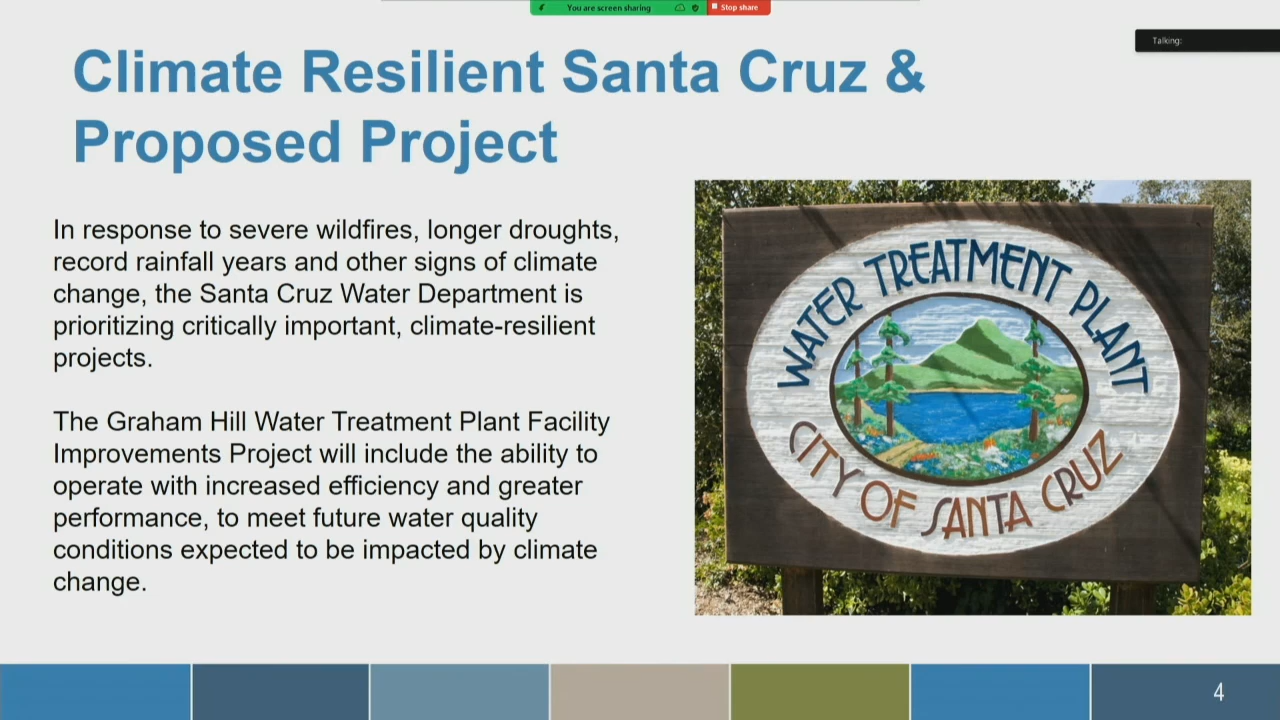 You are screen sharing
Stop share
Talking:
Climate Resilient Santa Cruz &
Proposed Project
In response to severe wildfires, longer droughts,
record rainfall years and other signs of climate
change, the Santa Cruz Water Department is
prioritizing critically important, climate-resilient
projects.
The Graham Hill Water Treatment Plant Facility
Improvements Project will include the ability to
operate with increased efficiency and greater
performance, to meet future water quality
conditions expected to be impacted by climate
change.
WATER TREATMENT PLANT
CITY OF SANTA CRUZ
4